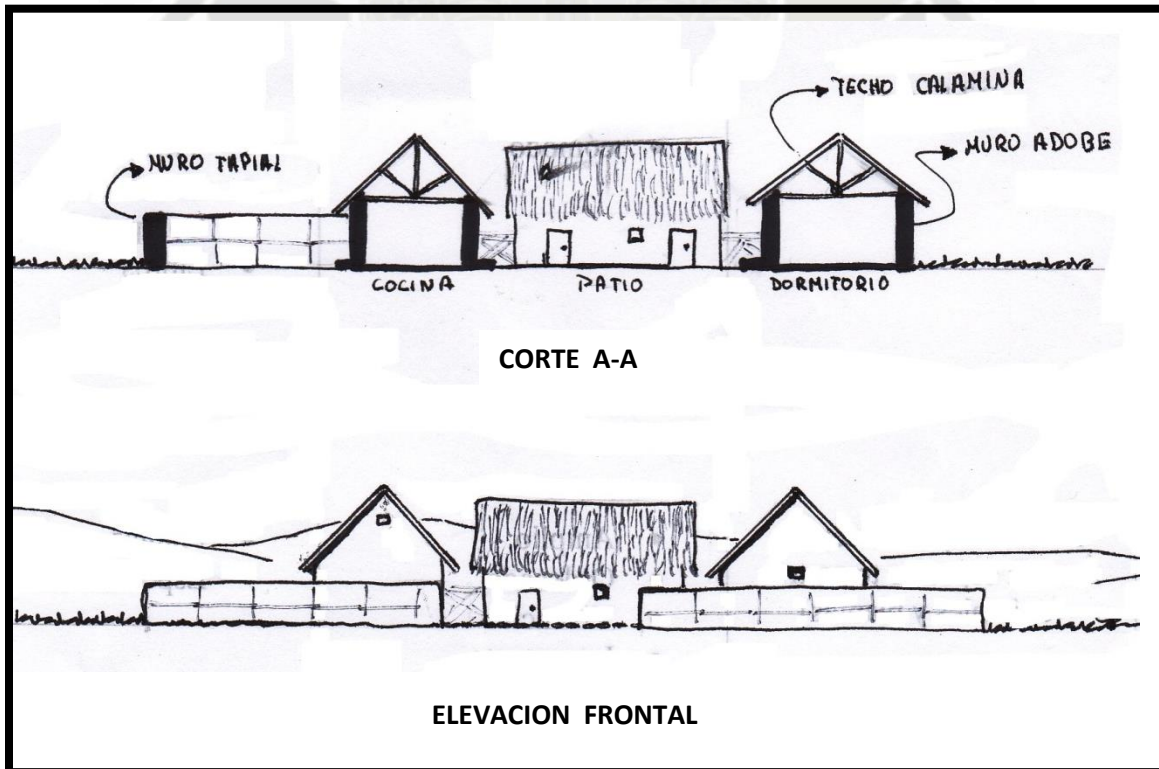 TECHO CALAMINA
MURO TAPIAL
MURO ADOBE
COCINA
PATIO
DORMITORIO
CORTE A-A
ELEVACION FRONTAL